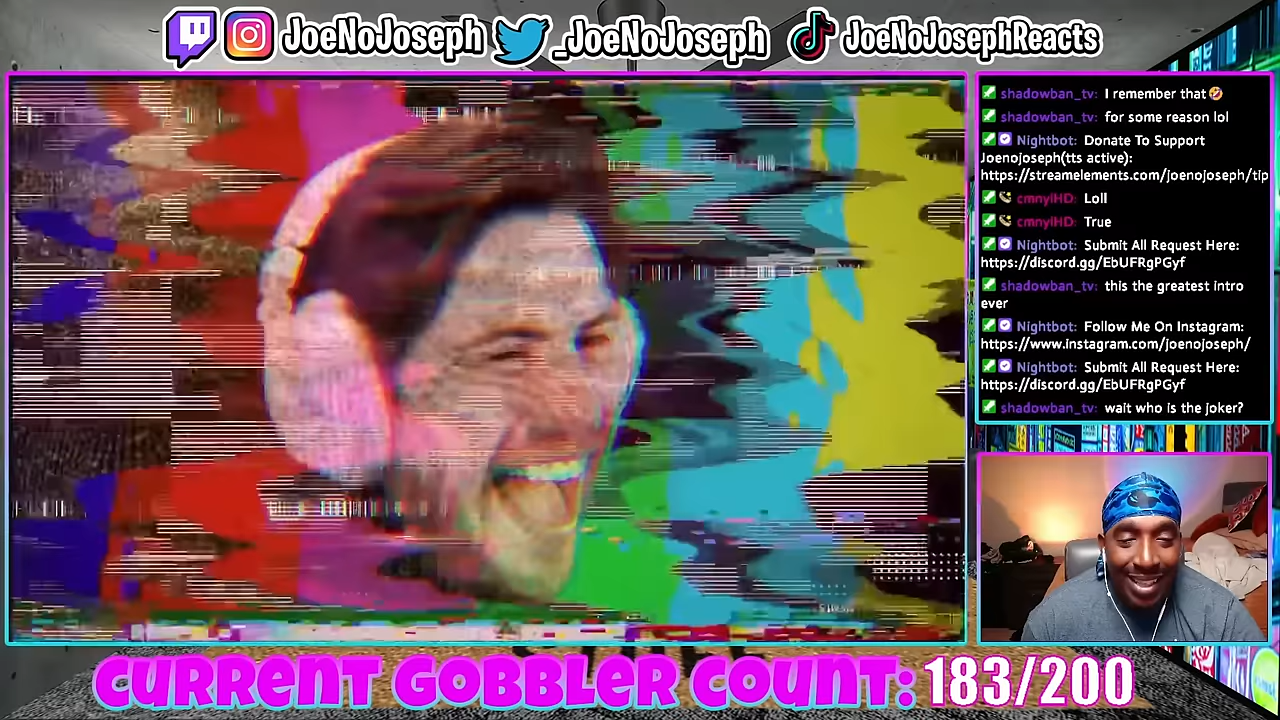 JoeNoJoseph _JoeNoJoseph JoeNoJosephReacts
shadowban_tv: I remember that🤣
shadowban_tv: for some reason lol
Nightbot: Donate To Support
Joenojoseph(tts active):
https://streamelements.com/joenojoseph/tip
cmnyiHD: Loll
cmnyiHD: True
Nightbot: Submit All Request Here:
https://discord.gg/EbUFRgPGyf
shadowban_tv: this the greatest intro
ever
Nightbot: Follow Me On Instagram:
https://www.instagram.com/joenojoseph/
Nightbot: Submit All Request Here:
https://discord.gg/EbUFRgPGyf
shadowban_tv: wait who is the joker?
CURRENT GOBBLER COUNT: 183/200